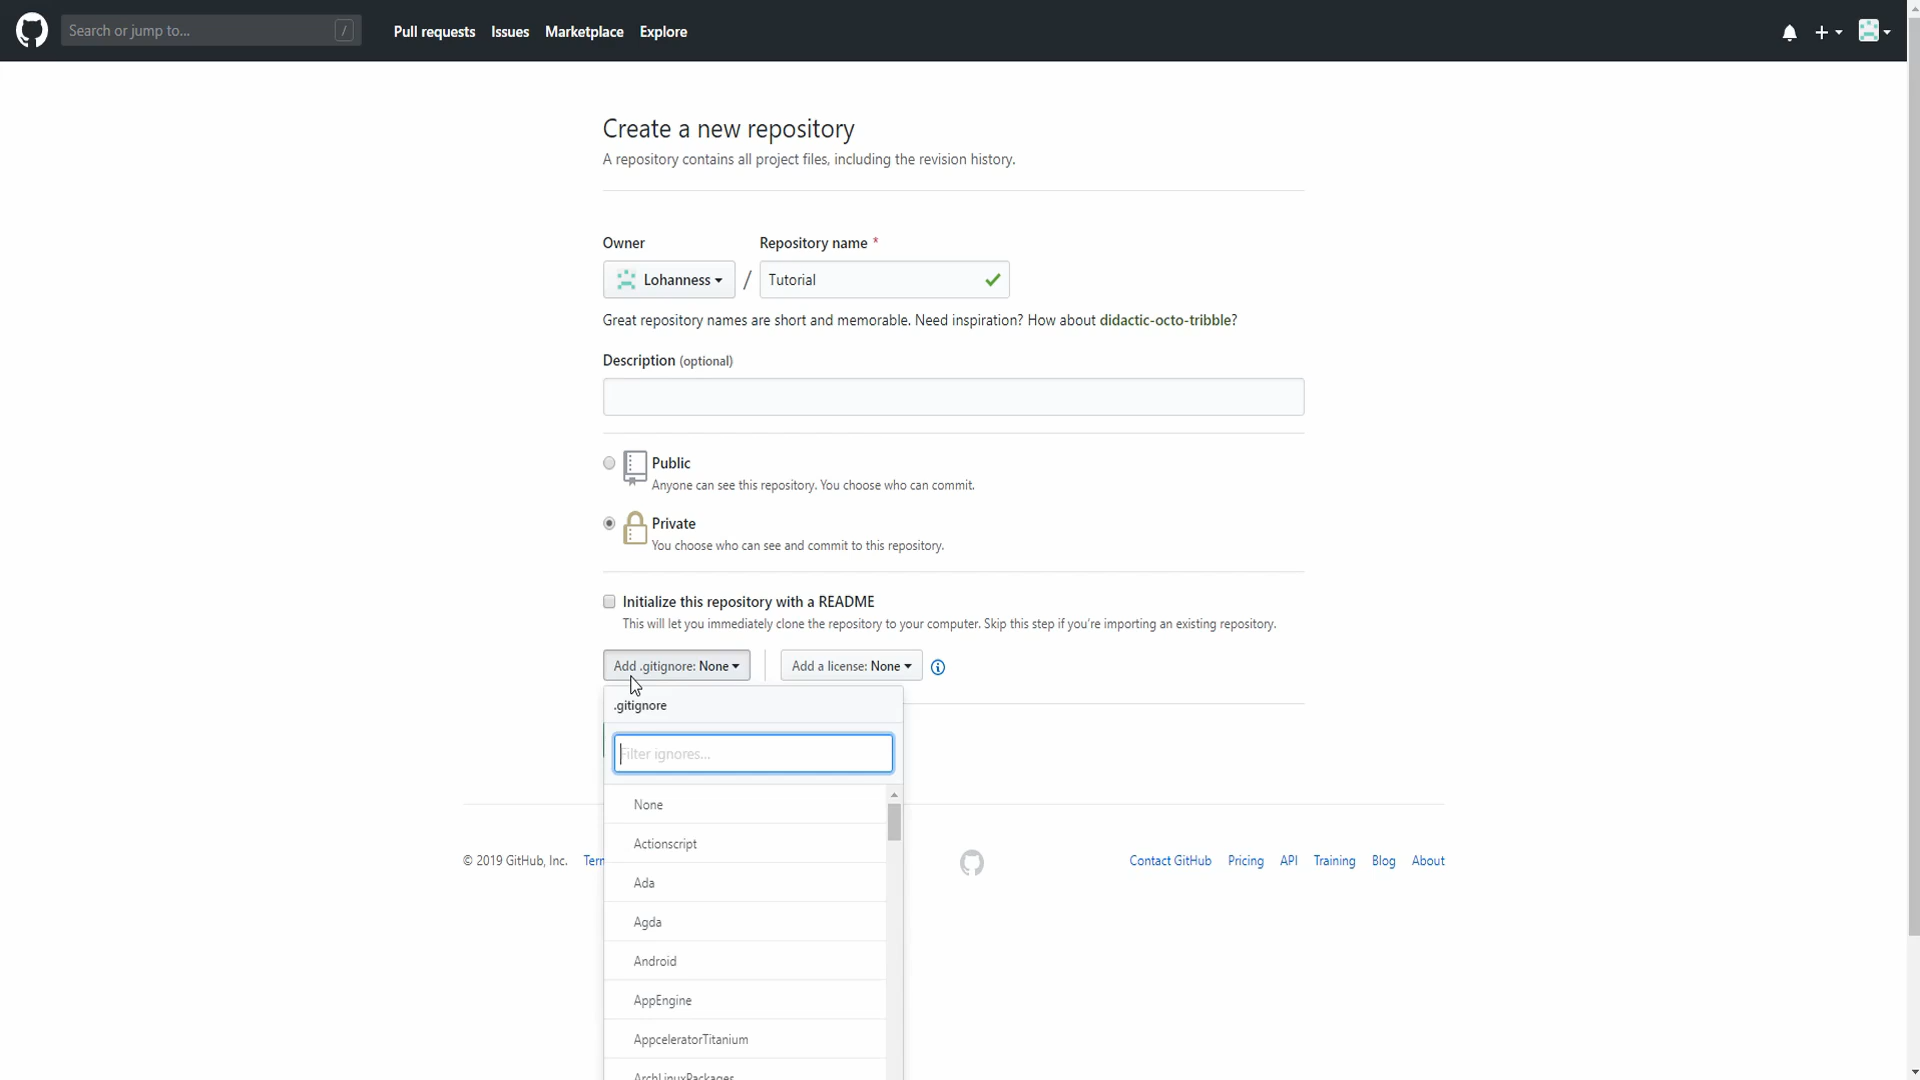 Search or jump to... / Pull requests Issues Marketplace Explore
Create a new repository
A repository contains all project files, including the revision history.
Owner Repository name *
Lohanness / Tutorial
Great repository names are short and memorable. Need inspiration? How about didactic-octo-tribble?
Description (optional)
Public
Anyone can see this repository. You choose who can commit.
Private
You choose who can see and commit to this repository.
Initialize this repository with a README
This will let you immediately clone the repository to your computer. Skip this step if you're importing an existing repository.
Add .gitignore: None Add a license: None
.gitignore
Filter ignores...
None
Actionscript
Ada
© 2019 GitHub, Inc. Contact GitHub Pricing API Training Blog About
Agda
Android
AppEngine
AppceleratorTitanium
ArchLinuxPackages